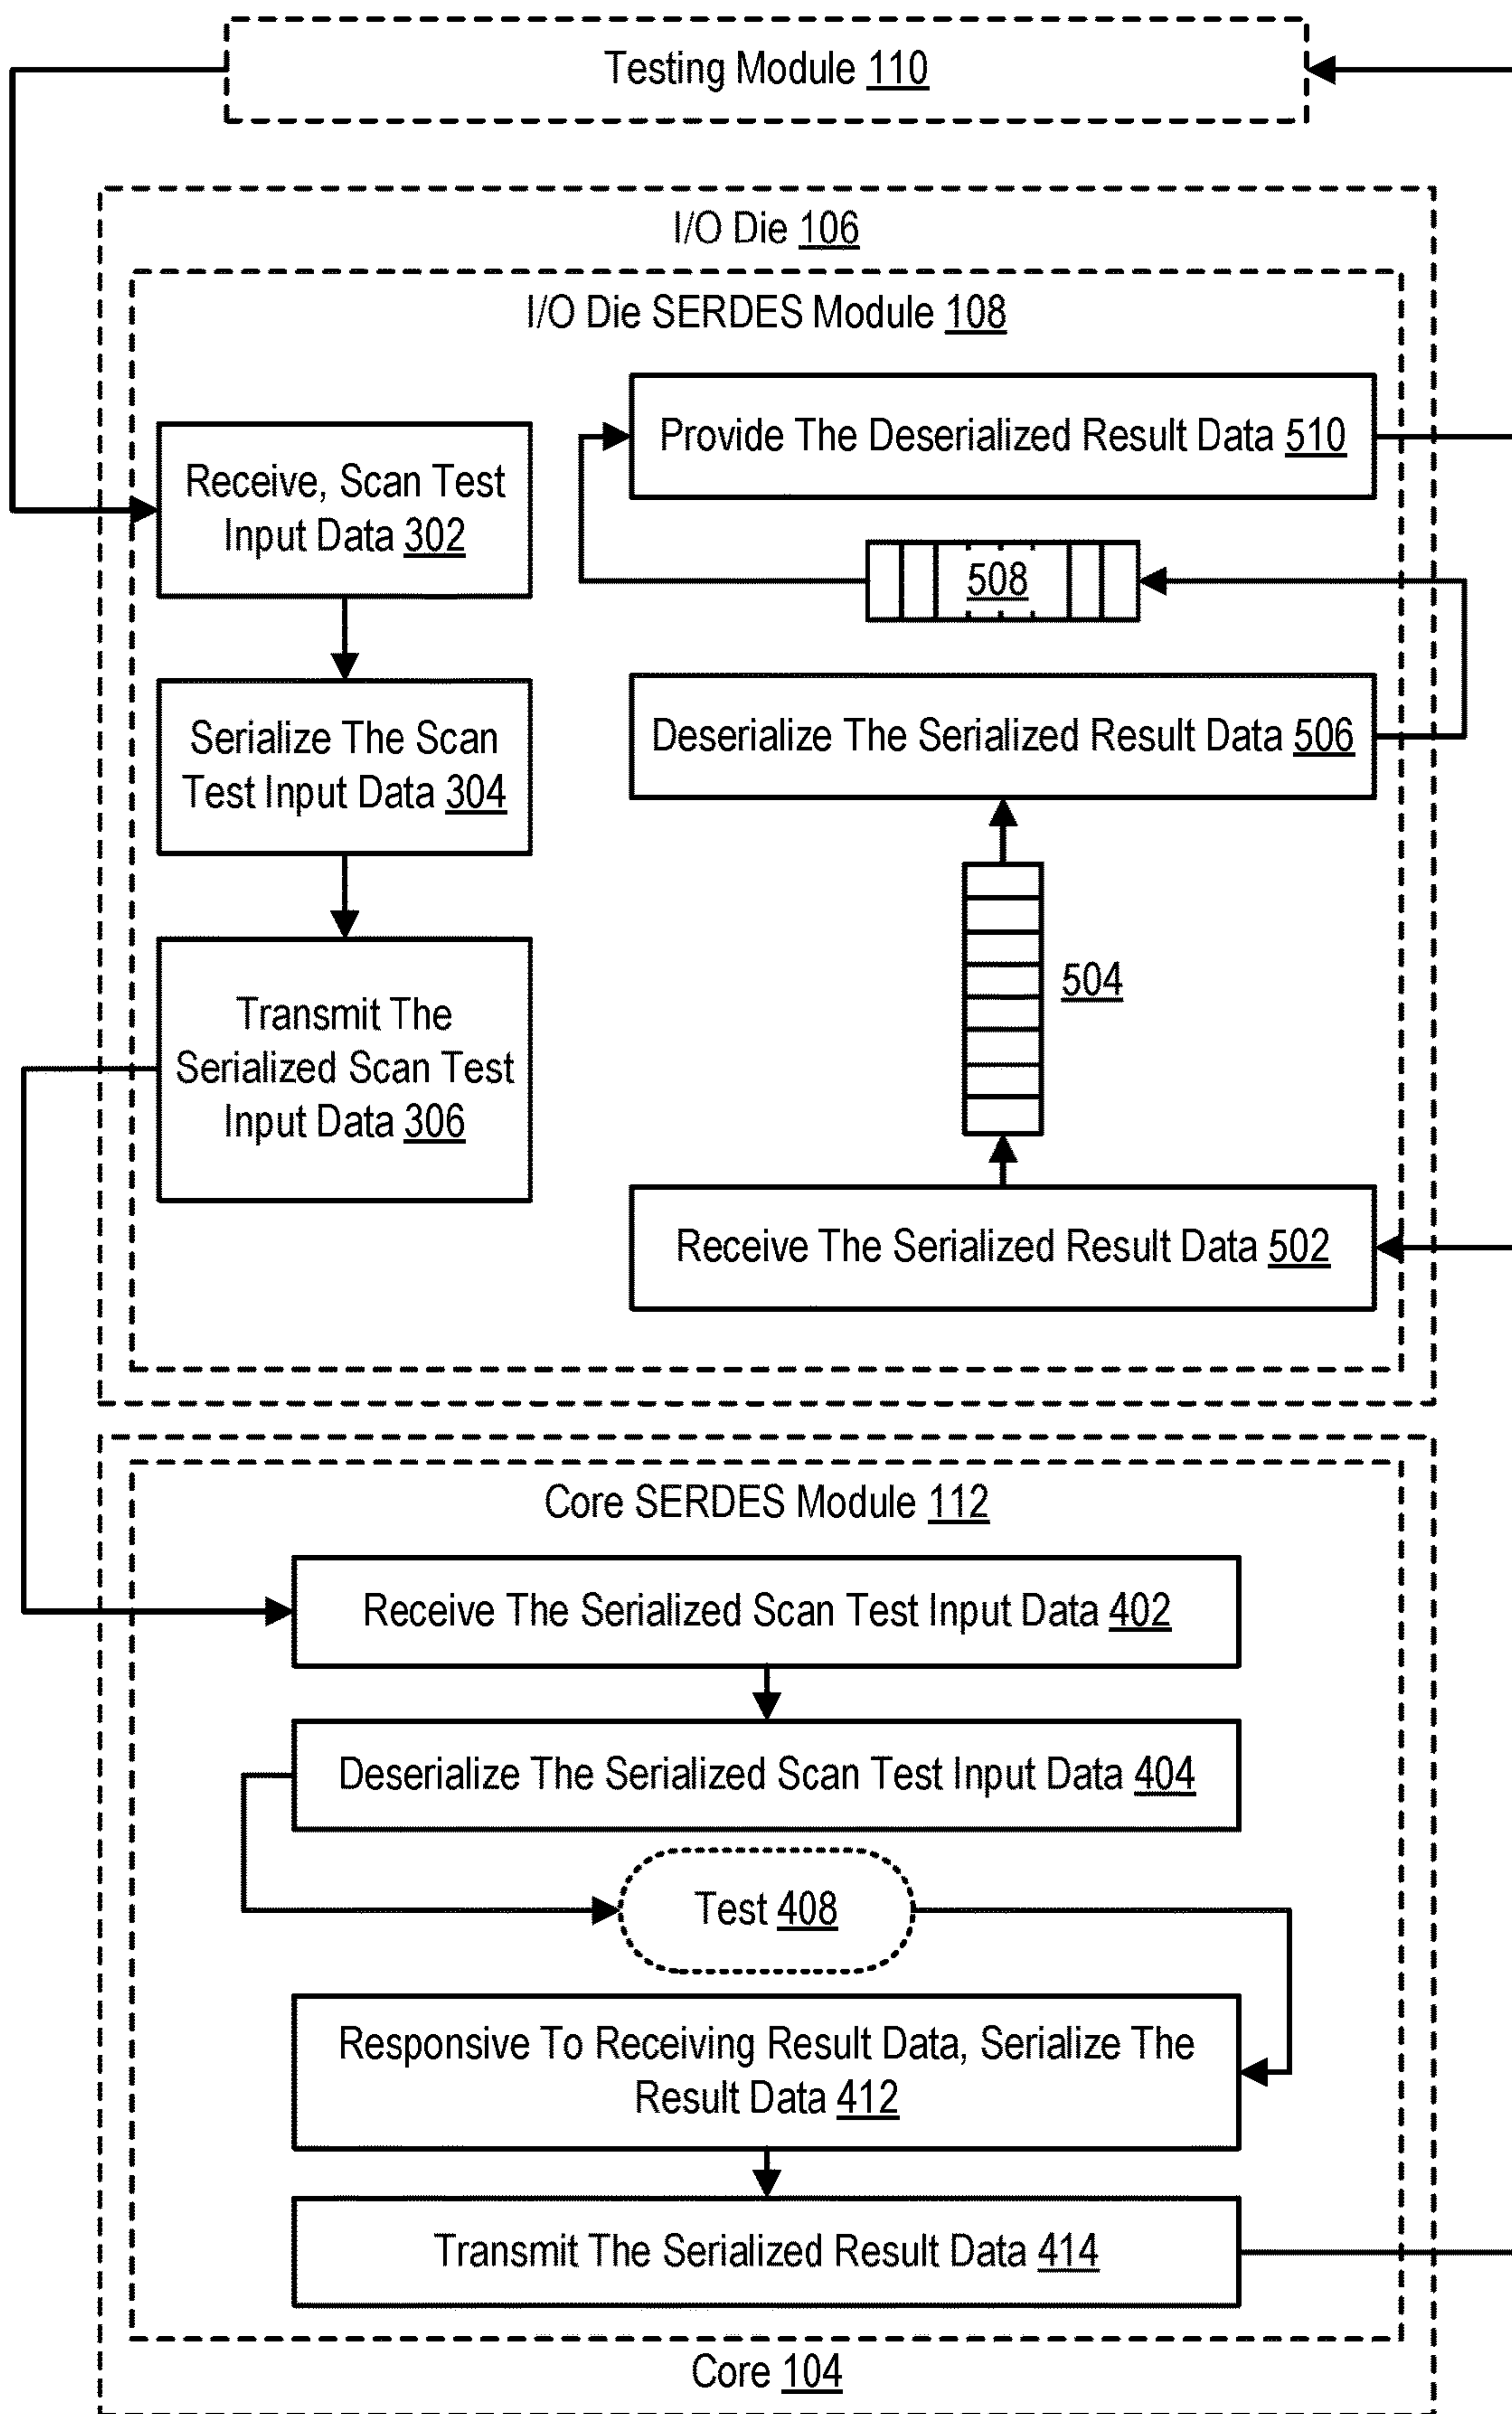 Testing Module 110
I/O Die 106
I/O Die SERDES Module 108
Receive, Scan Test
Input Data 302
Serialize The Scan
Test Input Data 304
Transmit The
Serialized Scan Test
Input Data 306
Provide The Deserialized Result Data 510
508
Deserialize The Serialized Result Data 506
504
Receive The Serialized Result Data 502
Core SERDES Module 112
Receive The Serialized Scan Test Input Data 402
Deserialize The Serialized Scan Test Input Data 404
Test 408
Responsive To Receiving Result Data, Serialize The
Result Data 412
Transmit The Serialized Result Data 414
Core 104